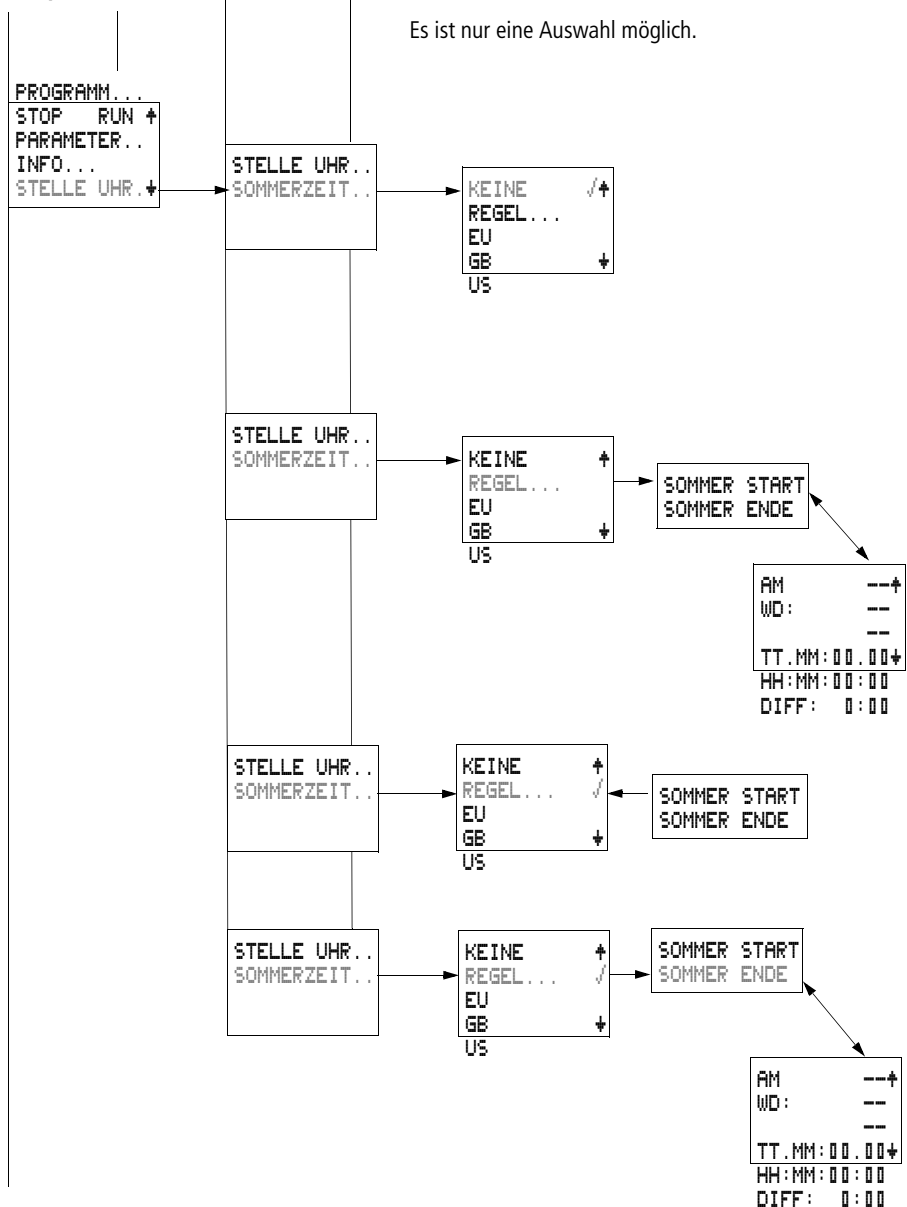 Es ist nur eine Auswahl möglich.
PROGRAMM...
STOP RUN ↑
PARAMETER..
INFO...
STELLE UHR.↓
STELLE UHR..
SOMMERZEIT..
KEINE √↑
REGEL...
EU
GB ↓
US
STELLE UHR..
SOMMERZEIT..
KEINE ↑
REGEL...
EU
GB ↓
US
SOMMER START
SOMMER ENDE
AM --↑
WD: --
--
TT.MM:00.00↓
HH:MM:00:00
DIFF: 0:00
STELLE UHR..
SOMMERZEIT..
KEINE ↑
REGEL... √
EU
GB ↓
US
SOMMER START
SOMMER ENDE
STELLE UHR..
SOMMERZEIT..
KEINE ↑
REGEL... √
EU
GB ↓
US
SOMMER START
SOMMER ENDE
AM --↑
WD: --
--
TT.MM:00.00↓
HH:MM:00:00
DIFF: 0:00